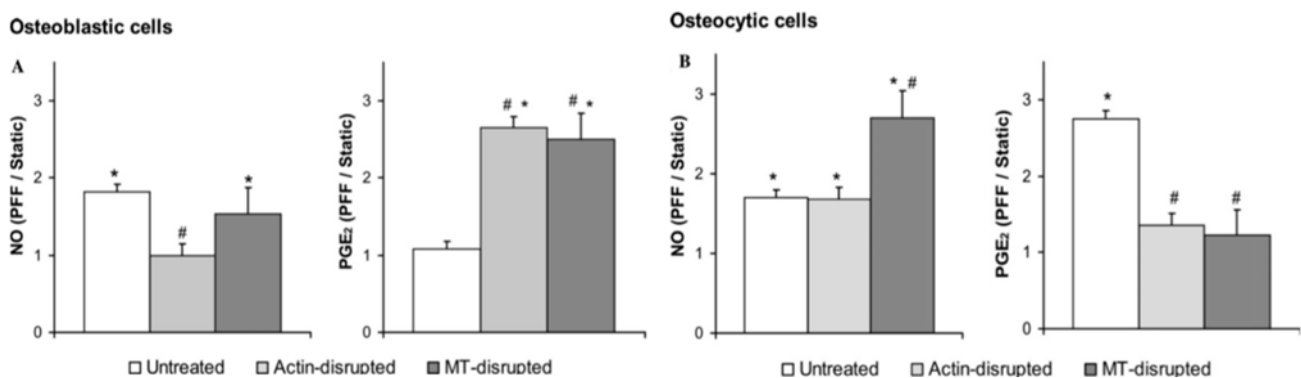 Osteoblastic cells
A
NO (PFF / Static)
3
2
1
0
*
#
*
PGE₂ (PFF / Static)
3
2
1
0
# *
# *
Untreated Actin-disrupted MT-disrupted
Osteocytic cells
B
NO (PFF / Static)
3
2
1
0
*
*
* #
PGE₂ (PFF / Static)
3
2
1
0
*
#
#
Untreated Actin-disrupted MT-disrupted